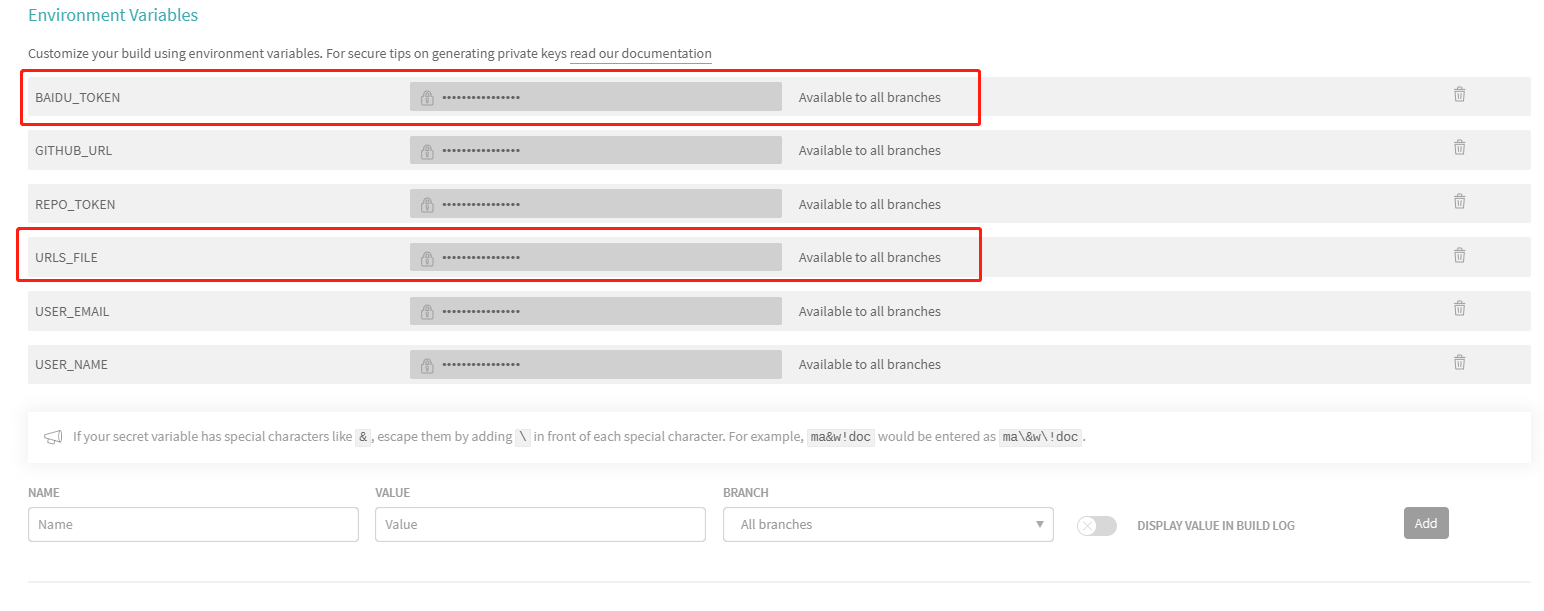 Environment Variables
Customize your build using environment variables. For secure tips on generating private keys read our documentation
BAIDU_TOKEN •••••••••••••••• Available to all branches
GITHUB_URL •••••••••••••••• Available to all branches
REPO_TOKEN •••••••••••••••• Available to all branches
URLS_FILE •••••••••••••••• Available to all branches
USER_EMAIL •••••••••••••••• Available to all branches
USER_NAME •••••••••••••••• Available to all branches
If your secret variable has special characters like &, escape them by adding \ in front of each special character. For example, ma&w!doc would be entered as ma\&w\!doc.
NAME VALUE BRANCH
Name Value All branches DISPLAY VALUE IN BUILD LOG Add